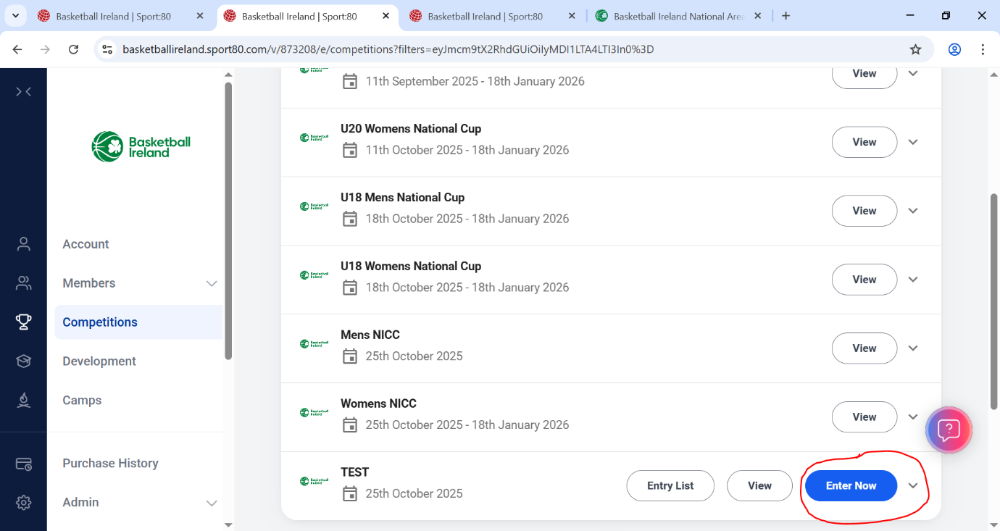 Basketball Ireland | Sport:80
Basketball Ireland | Sport:80
Basketball Ireland | Sport:80
Basketball Ireland National Area
basketballireland.sport80.com/v/873208/e/competitions?filters=eyJmcm9tX2RhdGUiOiIyMDI1LTA4LTI3In0%3D
Basketball
Ireland
Account
Members
Competitions
Development
Camps
Purchase History
Admin
11th September 2025 - 18th January 2026
View
U20 Womens National Cup
11th October 2025 - 18th January 2026
View
U18 Mens National Cup
18th October 2025 - 18th January 2026
View
U18 Womens National Cup
18th October 2025 - 18th January 2026
View
Mens NICC
25th October 2025
View
Womens NICC
25th October 2025 - 18th January 2026
View
TEST
25th October 2025
Entry List
View
Enter Now